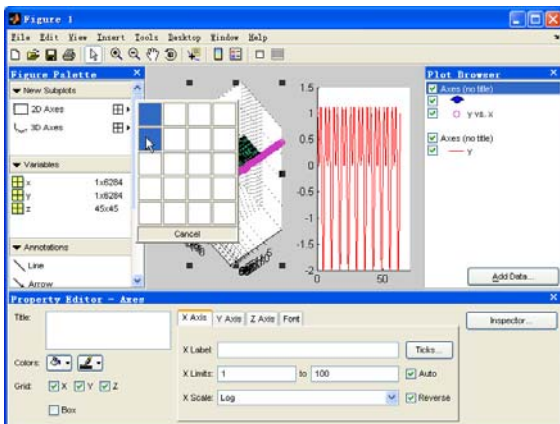 Figure 1
File Edit View Insert Tools Desktop Window Help
Figure Palette
New Subplots
2D Axes
3D Axes
Variables
x 1x6284
y 1x6284
z 45x45
Annotations
Line
Arrow
Cancel
1.5
1
0.5
0
-0.5
-1
-1.5
-2
0 50
Plot Browser
Axes (no title)
y vs. x
Axes (no title)
y
Add Data...
Property Editor - Axes
Title:
Colors:
Grid: X Y Z
Box
X Axis Y Axis Z Axis Font
X Label: Ticks...
X Limits: 1 to 100 Auto
X Scale: Log Reverse
Inspector...